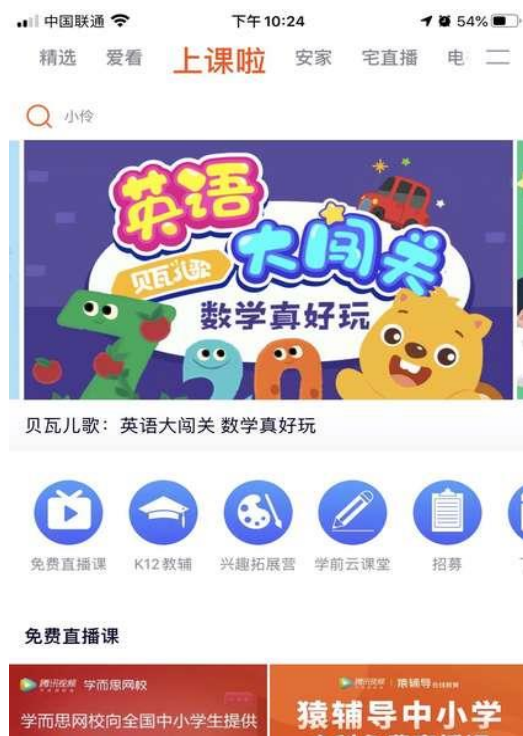 中国联通 下午10:24 54%
精选 爱看 上课啦 安家 宅直播 电
小伶
英语
大闯关
贝瓦儿歌
数学真好玩
贝瓦儿歌：英语大闯关 数学真好玩
免费直播课 K12教辅 兴趣拓展营 学前云课堂 招募
免费直播课
腾讯视频 学而思网校
腾讯视频 猿辅导在线教育
学而思网校向全国中小学生提供
猿辅导中小学